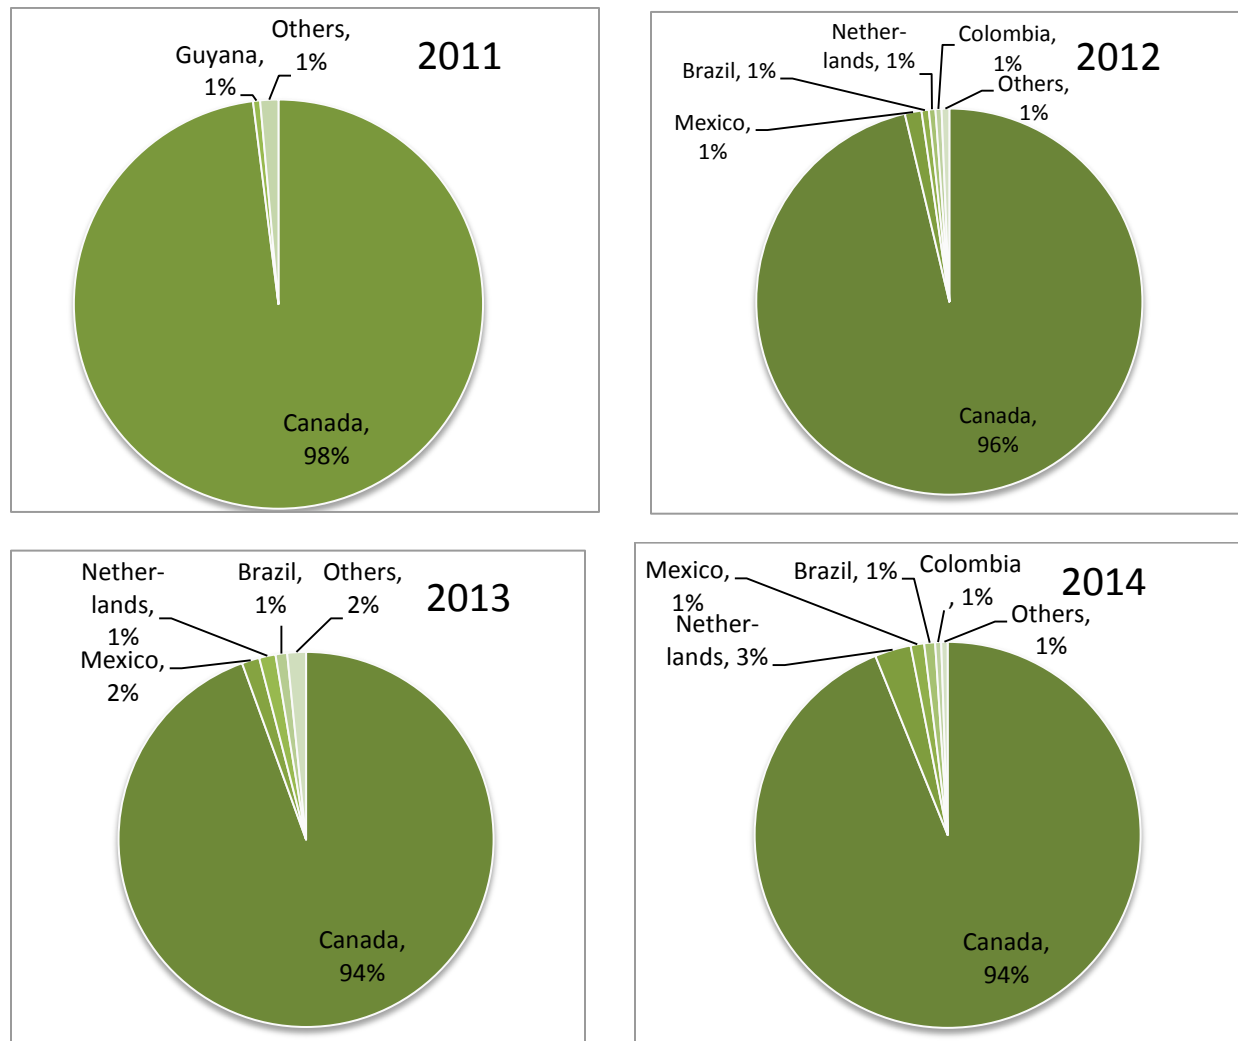 2011
Guyana,
1%
Others,
1%
Canada,
98%
2012
Mexico,
1%
Brazil, 1%
Nether-
lands, 1%
Colombia,
1%
Others,
1%
Canada,
96%
2013
Mexico,
2%
Nether-
lands,
1%
Brazil,
1%
Others,
2%
Canada,
94%
2014
Nether-
lands, 3%
Mexico,
1%
Brazil, 1%
Colombia
, 1%
Others,
1%
Canada,
94%